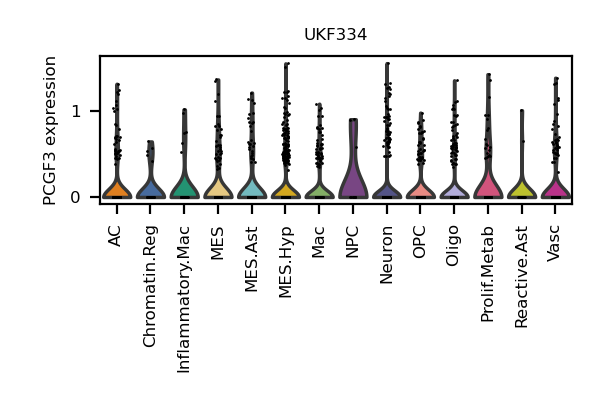 UKF334
PCGF3 expression
1
0
AC
Chromatin.Reg
Inflammatory.Mac
MES
MES.Ast
MES.Hyp
Mac
NPC
Neuron
OPC
Oligo
Prolif.Metab
Reactive.Ast
Vasc